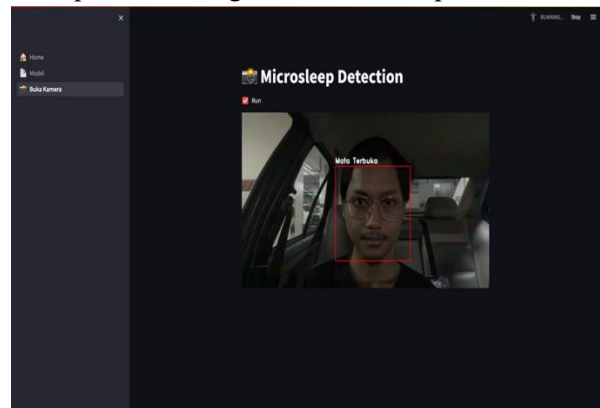 ×
RUNNING... Stop
Home
Model
Buka Kamera
Microsleep Detection
Run
Mata Terbuka